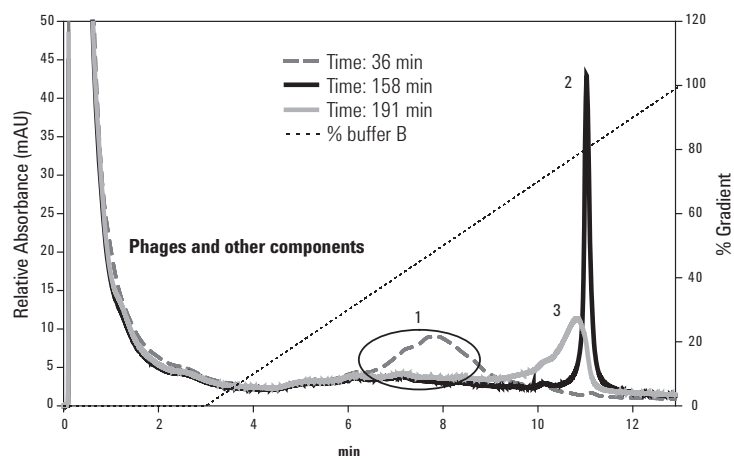 50
45
40
35
30
25
20
15
10
5
0
Relative Absorbance (mAU)
Time: 36 min
Time: 158 min
Time: 191 min
% buffer B
Phages and other components
1
2
3
120
100
80
60
40
20
0
% Gradient
0 2 4 6 8 10 12
min